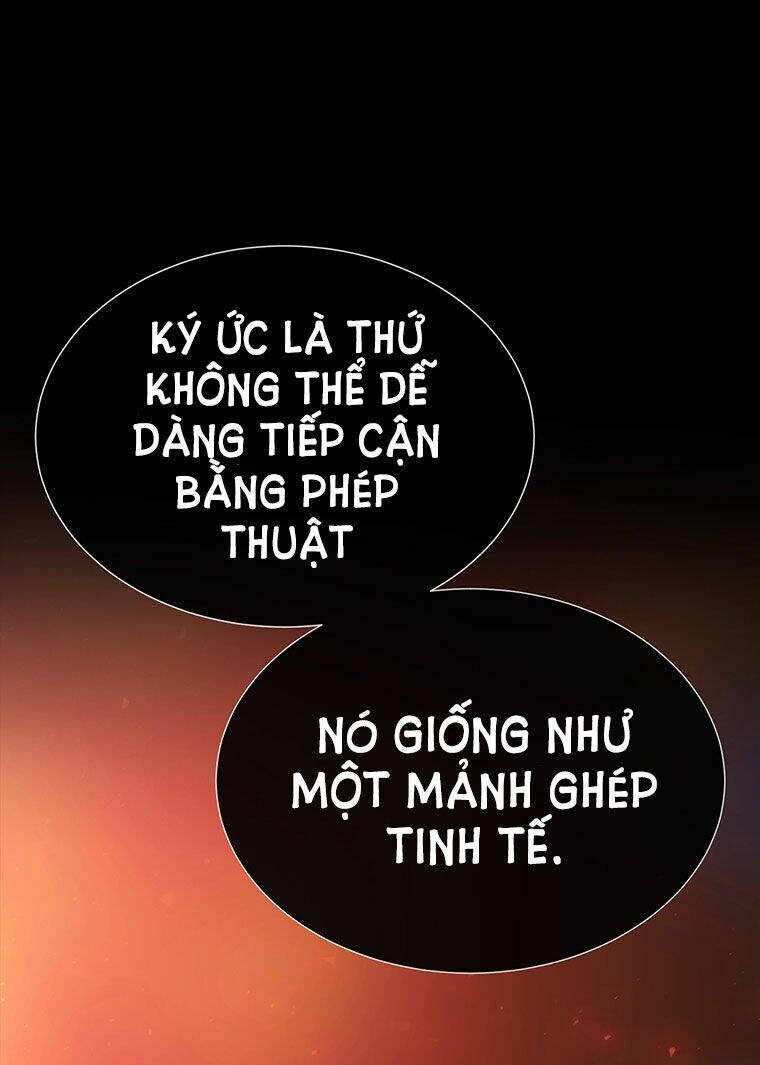 KÝ ỨC LÀ THỨ
KHÔNG THỂ DỄ
DÀNG TIẾP CẬN
BẰNG PHÉP
THUẬT
NÓ GIỐNG NHƯ
MỘT MẢNH GHÉP
TINH TẾ.